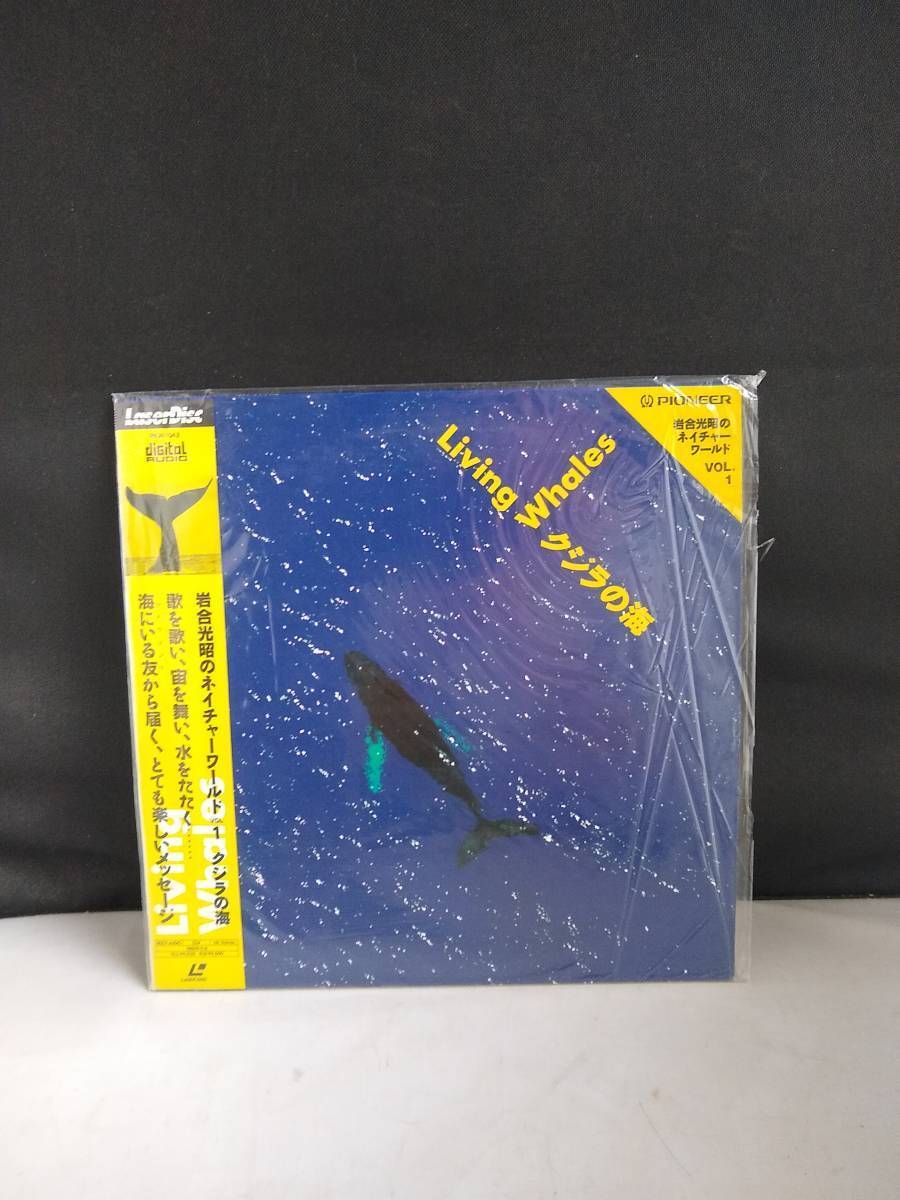 LaserDisc
digital
AUDIO
岩合光昭のネイチャーワールド VOL.1 クジラの海
歌を歌い、宙を舞い、水をたたく……
海にいる友から届く、とても楽しいメッセージ
Living
Whales
LASERDISC
Living
Whales
クジラの海
PIONEER
岩合光昭の
ネイチャー
ワールド
VOL.
1